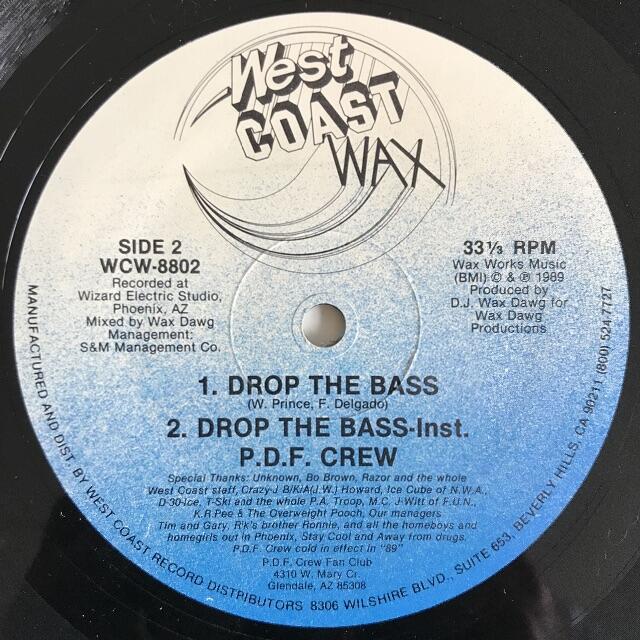 West
COAST
WAX
SIDE 2
WCW-8802
Recorded at
Wizard Electric Studio,
Phoenix, AZ
Mixed by Wax Dawg
Management:
S&M Management Co.
33⅓ RPM
Wax Works Music
(BMI) © & ℗ 1989
Produced by
D.J. Wax Dawg for
Wax Dawg
Productions
1. DROP THE BASS
(W. Prince, F. Delgado)
2. DROP THE BASS-Inst.
P.D.F. CREW
Special Thanks: Unknown, Bo Brown, Razor and the whole
West Coast staff, Crazy J B/K/A(J.W.) Howard, Ice Cube of N.W.A.,
D-30-Ice, T-Ski and the whole P.A. Troop, M.C. J-Witt of F.U.N.,
K.R.Pee & The Overweight Pooch, Our managers
Tim and Gary, R'k's brother Ronnie, and all the homeboys and
homegirls out in Phoenix, Stay Cool and Away from drugs.
P.D.F. Crew cold in effect in "89"
P.D.F. Crew Fan Club
4310 W. Mary Cr.
Glendale, AZ 85308
MANUFACTURED AND DIST. BY WEST COAST RECORD DISTRIBUTORS 8306 WILSHIRE BLVD., SUITE 653, BEVERLY HILLS, CA 90211 (800) 524-7727